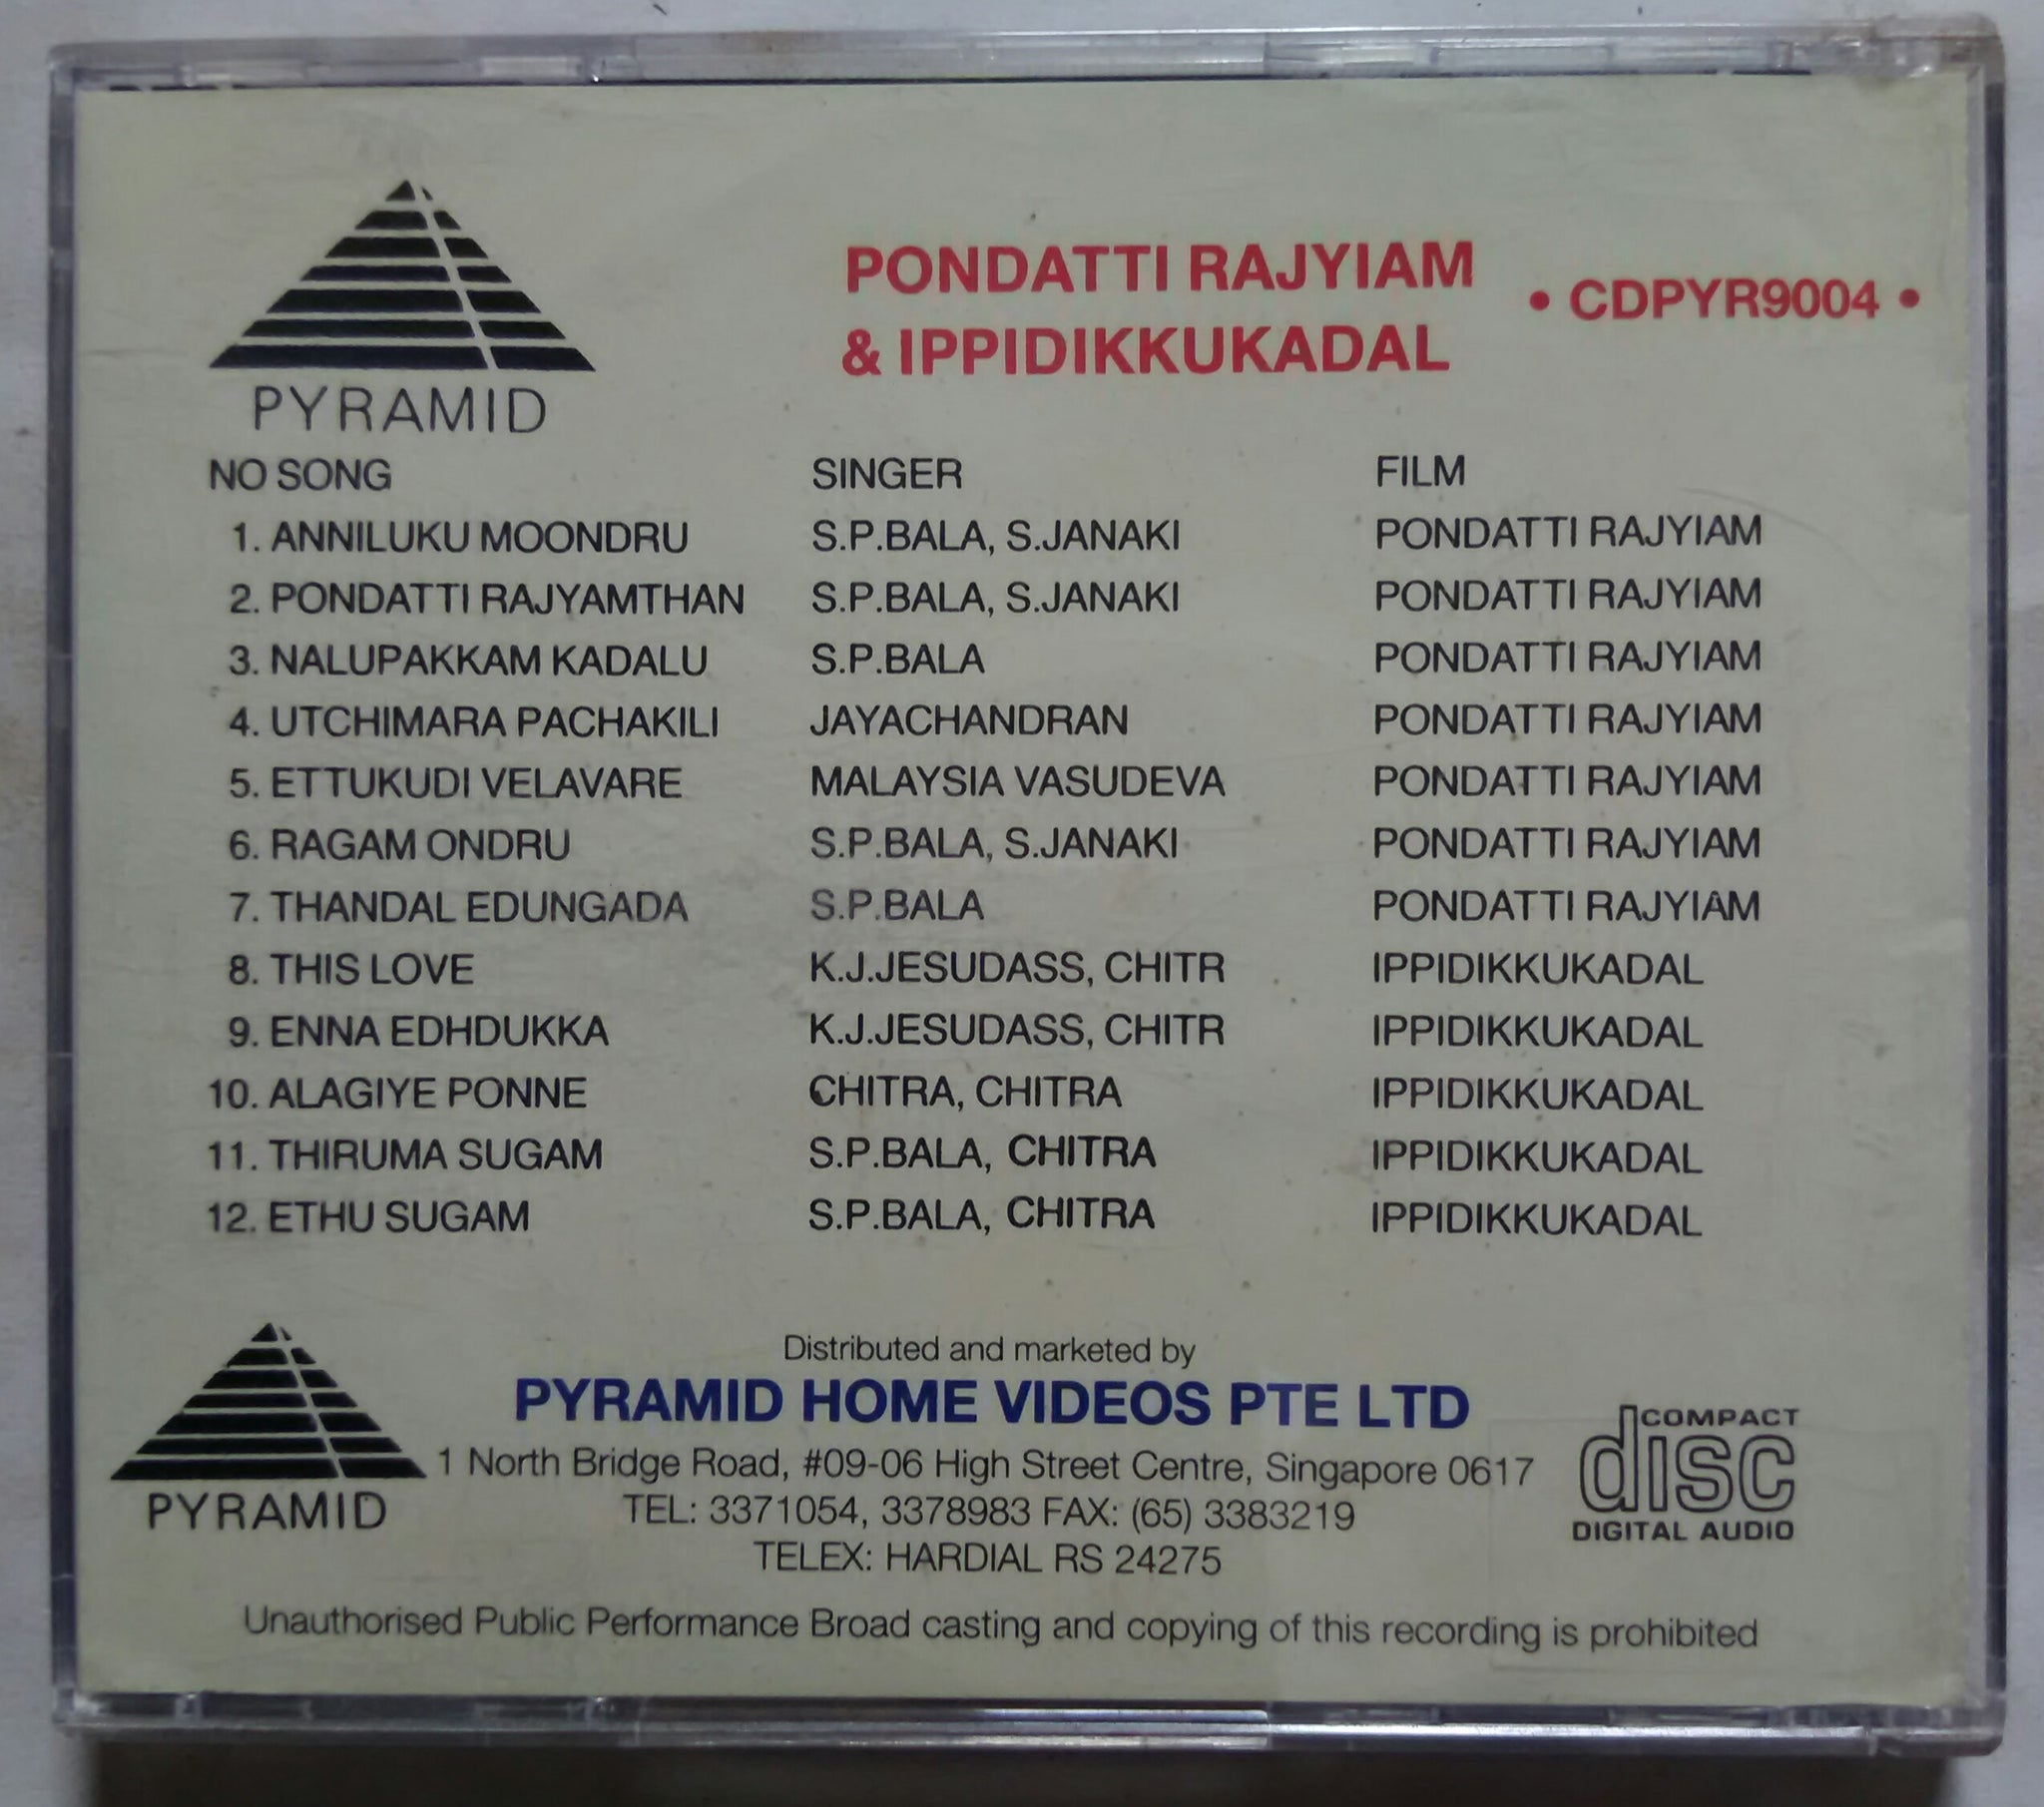 PYRAMID
PONDATTI RAJYIAM
& IPPIDIKKUKADAL
• CDPYR9004 •
NO SONG SINGER FILM
1. ANNILUKU MOONDRU S.P.BALA, S.JANAKI PONDATTI RAJYIAM
2. PONDATTI RAJYAMTHAN S.P.BALA, S.JANAKI PONDATTI RAJYIAM
3. NALUPAKKAM KADALU S.P.BALA PONDATTI RAJYIAM
4. UTCHIMARA PACHAKILI JAYACHANDRAN PONDATTI RAJYIAM
5. ETTUKUDI VELAVARE MALAYSIA VASUDEVA PONDATTI RAJYIAM
6. RAGAM ONDRU S.P.BALA, S.JANAKI PONDATTI RAJYIAM
7. THANDAL EDUNGADA S.P.BALA PONDATTI RAJYIAM
8. THIS LOVE K.J.JESUDASS, CHITR IPPIDIKKUKADAL
9. ENNA EDHDUKKA K.J.JESUDASS, CHITR IPPIDIKKUKADAL
10. ALAGIYE PONNE CHITRA, CHITRA IPPIDIKKUKADAL
11. THIRUMA SUGAM S.P.BALA, CHITRA IPPIDIKKUKADAL
12. ETHU SUGAM S.P.BALA, CHITRA IPPIDIKKUKADAL
Distributed and marketed by
PYRAMID HOME VIDEOS PTE LTD
1 North Bridge Road, #09-06 High Street Centre, Singapore 0617
TEL: 3371054, 3378983 FAX: (65) 3383219
TELEX: HARDIAL RS 24275
PYRAMID
COMPACT
disc
DIGITAL AUDIO
Unauthorised Public Performance Broad casting and copying of this recording is prohibited